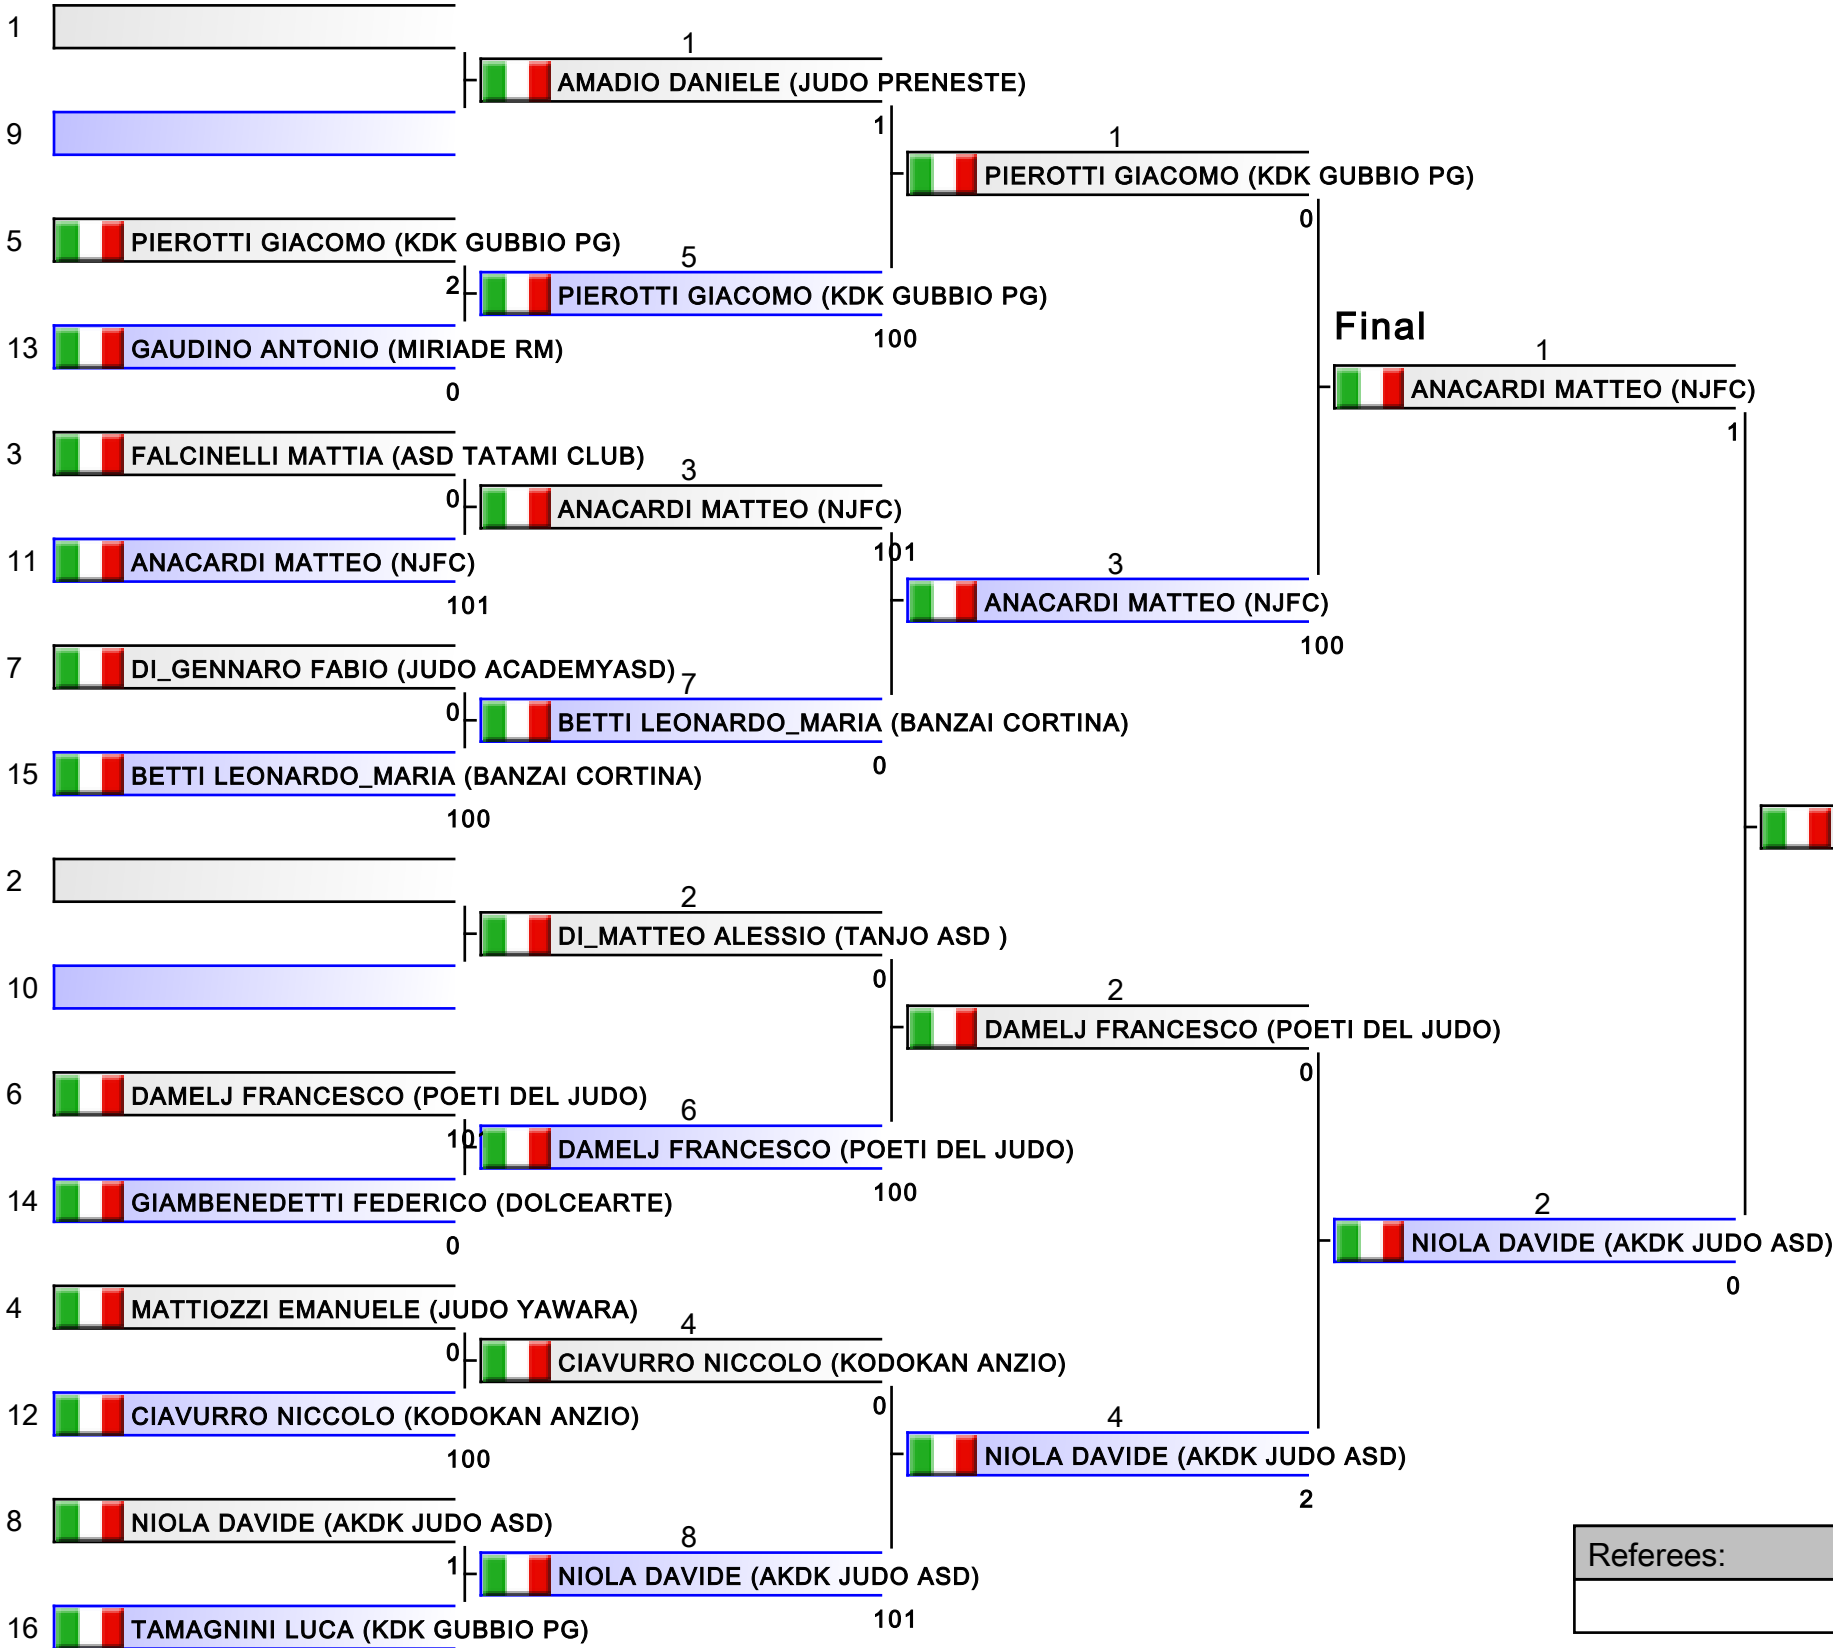 1
1
AMADIO DANIELE (JUDO PRENESTE)
9
1
1
PIEROTTI GIACOMO (KDK GUBBIO PG)
0
5
PIEROTTI GIACOMO (KDK GUBBIO PG)
2
5
PIEROTTI GIACOMO (KDK GUBBIO PG)
100
13
GAUDINO ANTONIO (MIRIADE RM)
0
Final
1
ANACARDI MATTEO (NJFC)
1
3
FALCINELLI MATTIA (ASD TATAMI CLUB)
0
3
ANACARDI MATTEO (NJFC)
101
11
ANACARDI MATTEO (NJFC)
101
3
ANACARDI MATTEO (NJFC)
100
7
DI_GENNARO FABIO (JUDO ACADEMYASD)
0
7
BETTI LEONARDO_MARIA (BANZAI CORTINA)
0
15
BETTI LEONARDO_MARIA (BANZAI CORTINA)
100
2
2
DI_MATTEO ALESSIO (TANJO ASD )
0
10
2
DAMELJ FRANCESCO (POETI DEL JUDO)
0
6
DAMELJ FRANCESCO (POETI DEL JUDO)
6
DAMELJ FRANCESCO (POETI DEL JUDO)
100
14
GIAMBENEDETTI FEDERICO (DOLCEARTE)
0
2
NIOLA DAVIDE (AKDK JUDO ASD)
0
4
MATTIOZZI EMANUELE (JUDO YAWARA)
0
4
CIAVURRO NICCOLO (KODOKAN ANZIO)
0
12
CIAVURRO NICCOLO (KODOKAN ANZIO)
100
4
NIOLA DAVIDE (AKDK JUDO ASD)
2
8
NIOLA DAVIDE (AKDK JUDO ASD)
1
8
NIOLA DAVIDE (AKDK JUDO ASD)
101
16
TAMAGNINI LUCA (KDK GUBBIO PG)
Referees: